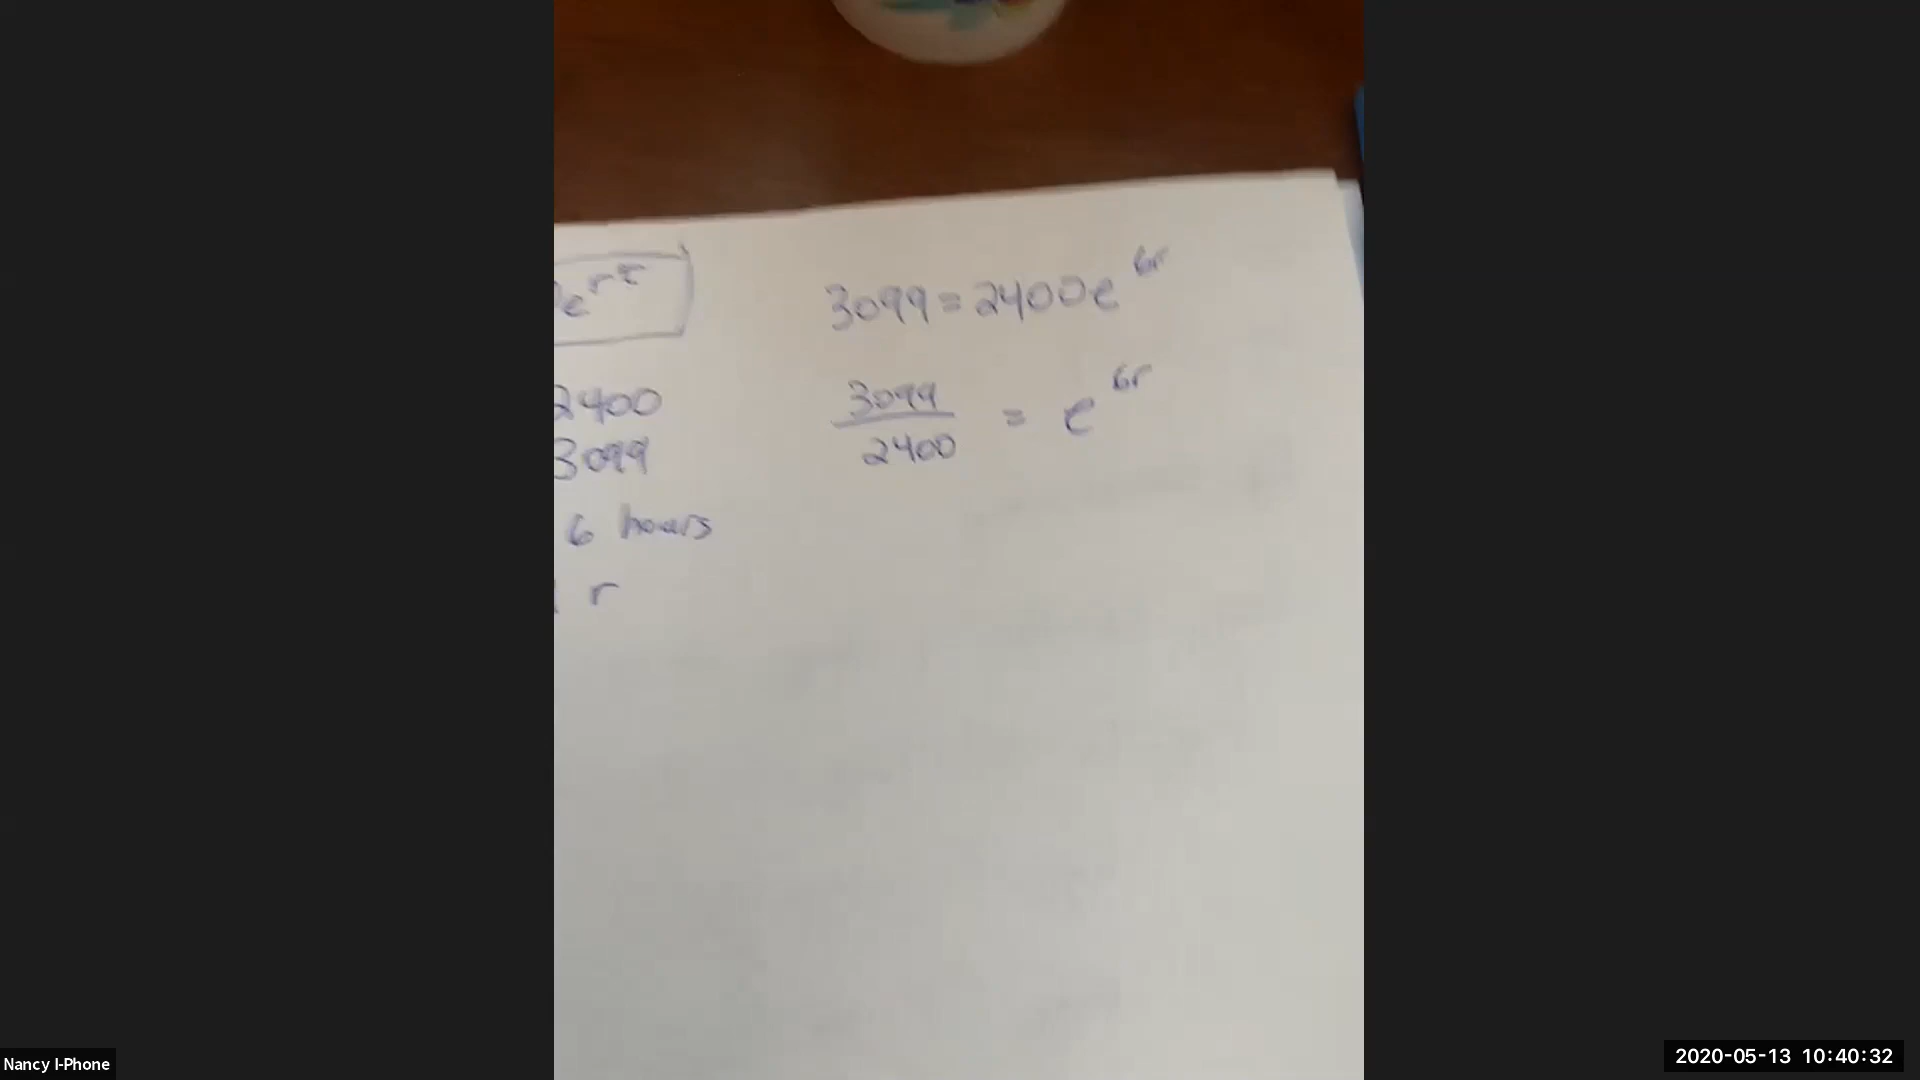 e^rt
2400
3099
6 hours
r
3099 = 2400e^6r
3099
2400
= e^6r
Nancy I-Phone
2020-05-13 10:40:32